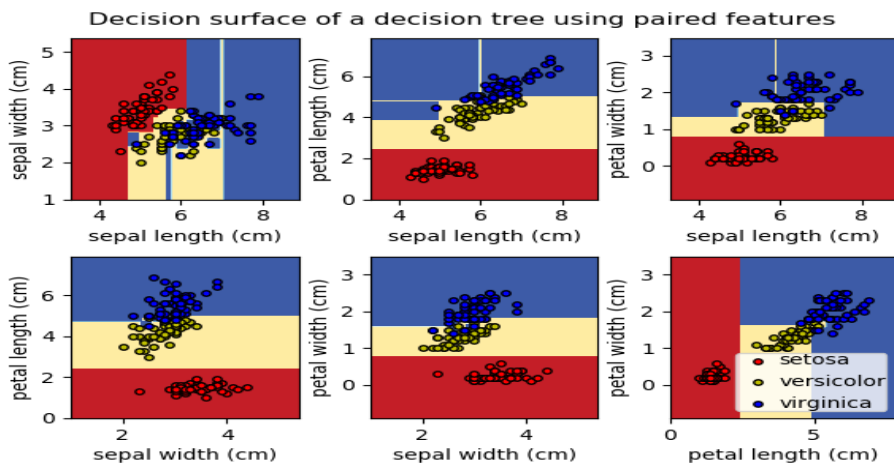 Decision surface of a decision tree using paired features
sepal width (cm)
5
4
3
2
1
4 6 8
sepal length (cm)
petal length (cm)
6
4
2
0
4 6 8
sepal length (cm)
petal width (cm)
3
2
1
0
4 6 8
sepal length (cm)
petal length (cm)
6
4
2
0
2 4
sepal width (cm)
petal width (cm)
3
2
1
0
2 4
sepal width (cm)
petal width (cm)
3
2
1
0
0 5
petal length (cm)
setosa
versicolor
virginica